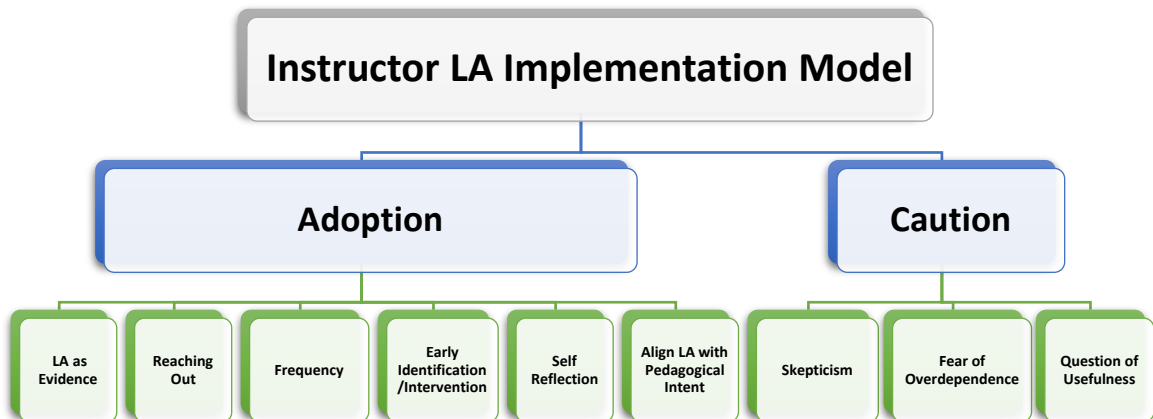 Instructor LA Implementation Model
Adoption
Caution
LA as
Evidence
Reaching
Out
Frequency
Early
Identification
/Intervention
Self
Reflection
Align LA with
Pedagogical
Intent
Skepticism
Fear of
Overdependence
Question of
Usefulness